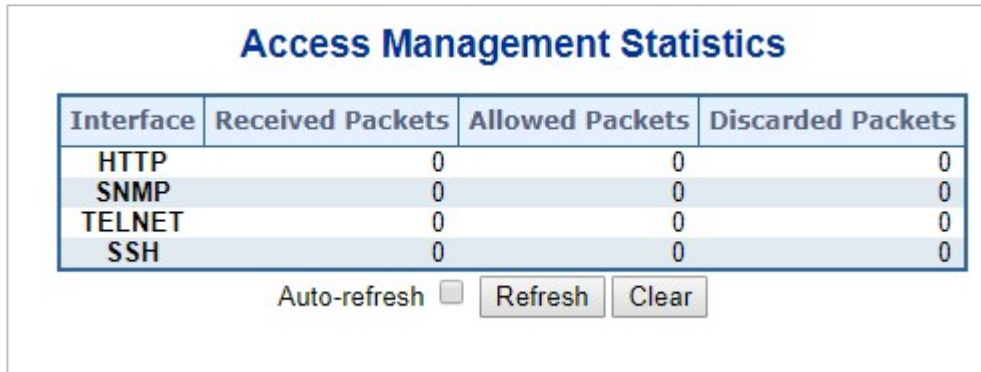 Access Management Statistics
Interface Received Packets Allowed Packets Discarded Packets
HTTP 0 0 0
SNMP 0 0 0
TELNET 0 0 0
SSH 0 0 0
Auto-refresh Refresh Clear